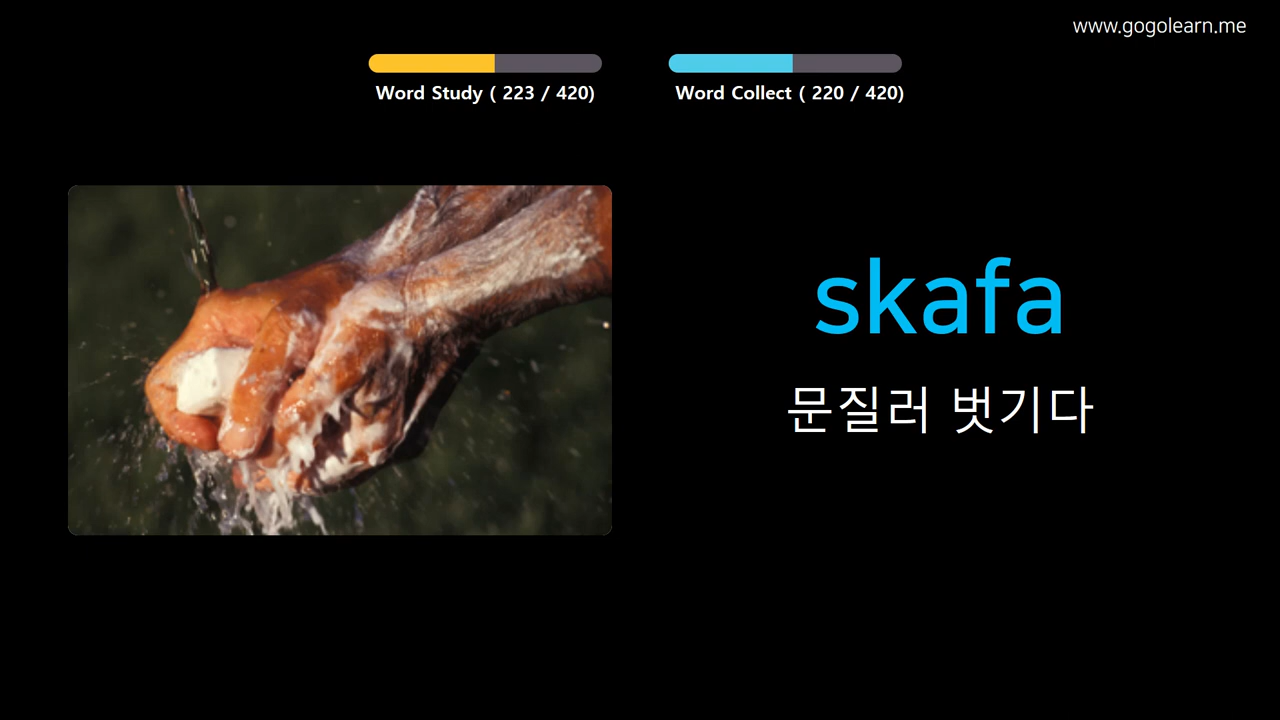 www.gogolearn.me
Word Study ( 223 / 420)
Word Collect ( 220 / 420)
skafa
문질러 벗기다